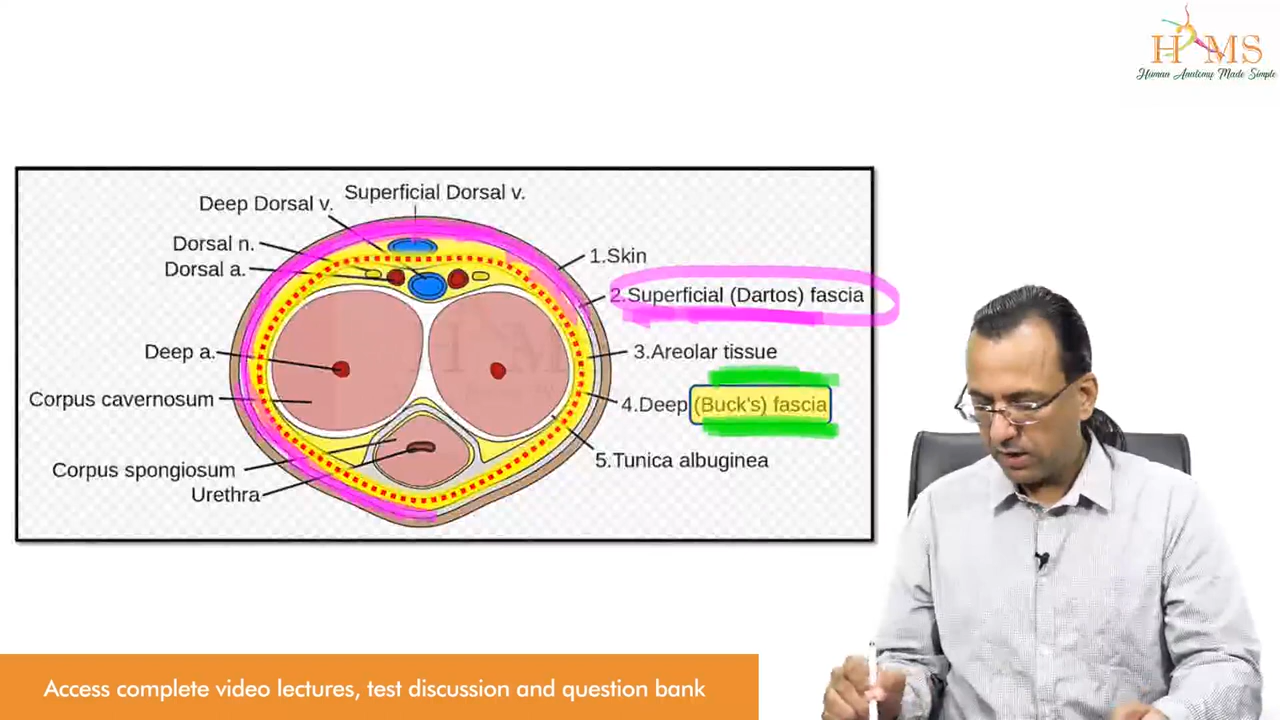 H MS
Human Anatomy Made Simple
Superficial Dorsal v.
Deep Dorsal v.
Dorsal n.
Dorsal a.
Deep a.
Corpus cavernosum
Corpus spongiosum
Urethra
1.Skin
2.Superficial (Dartos) fascia
3.Areolar tissue
4.Deep (Buck's) fascia
5.Tunica albuginea
H M
Access complete video lectures, test discussion and question bank